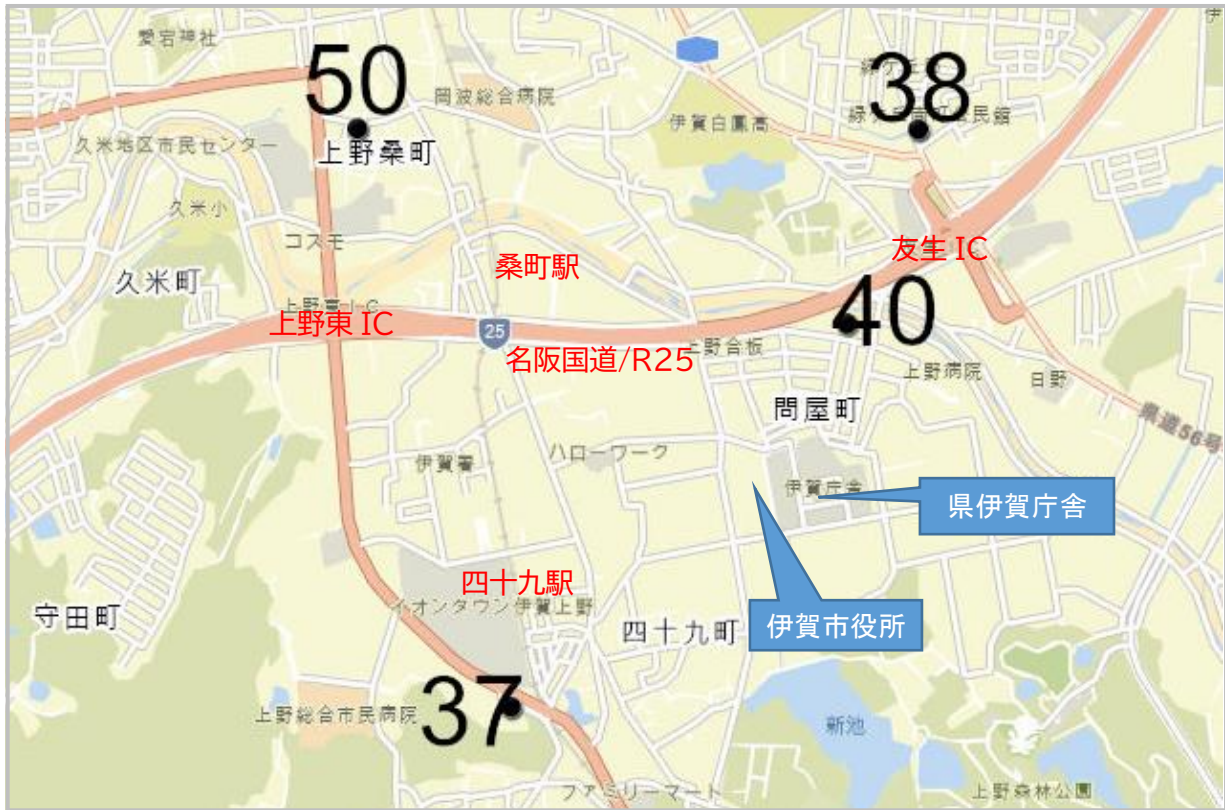 愛宕神社
50
岡波総合病院
38
久米地区市民センター
上野桑町
伊賀白鳳高
久米小
コスモ
桑町駅
友生 IC
久米町
上野東IC
上野東 IC
25
名阪国道/R25
40
上野合板
上野病院
日野
問屋町
県道56号
伊賀署
ハローワーク
伊賀庁舎
県伊賀庁舎
四十九駅
イオンタウン伊賀上野
守田町
四十九町
伊賀市役所
37
上野総合市民病院
新池
ファミリーマート
上野森林公園